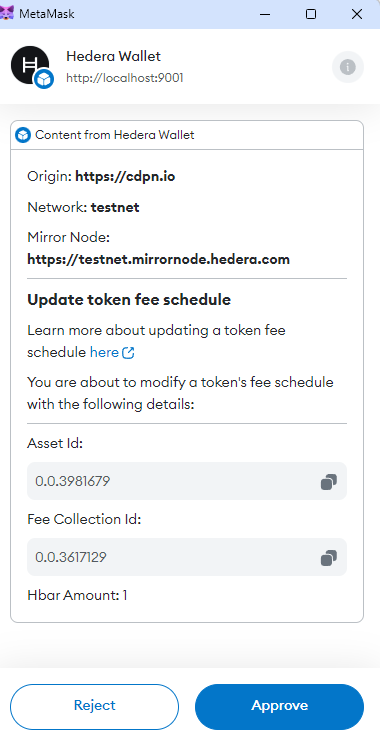 MetaMask
Hedera Wallet
http://localhost:9001
Content from Hedera Wallet
Origin: https://cdpn.io
Network: testnet
Mirror Node:
https://testnet.mirrornode.hedera.com
Update token fee schedule
Learn more about updating a token fee
schedule here
You are about to modify a token's fee schedule
with the following details:
Asset Id:
0.0.3981679
Fee Collection Id:
0.0.3617129
Hbar Amount: 1
Reject
Approve